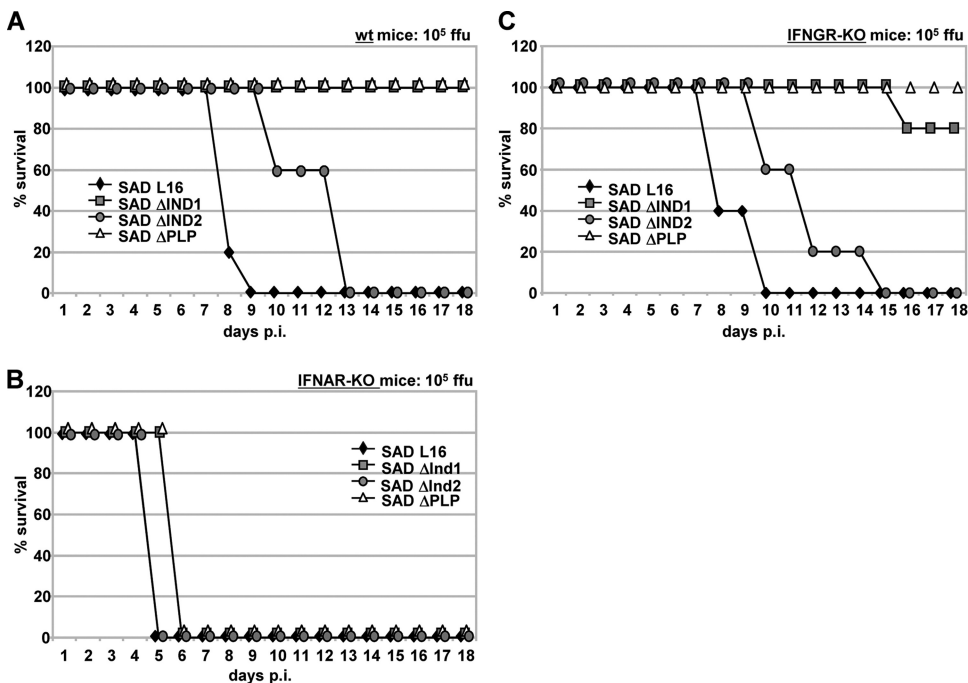 A
wt mice: 10⁵ ffu
120
100
80
60
40
20
0
% survival
SAD L16
SAD ΔIND1
SAD ΔIND2
SAD ΔPLP
1 2 3 4 5 6 7 8 9 10 11 12 13 14 15 16 17 18
days p.i.
C
IFNGR-KO mice: 10⁵ ffu
120
100
80
60
40
20
0
% survival
SAD L16
SAD ΔIND1
SAD ΔIND2
SAD ΔPLP
1 2 3 4 5 6 7 8 9 10 11 12 13 14 15 16 17 18
days p.i.
B
IFNAR-KO mice: 10⁵ ffu
120
100
80
60
40
20
0
% survival
SAD L16
SAD ΔInd1
SAD ΔInd2
SAD ΔPLP
1 2 3 4 5 6 7 8 9 10 11 12 13 14 15 16 17 18
days p.i.